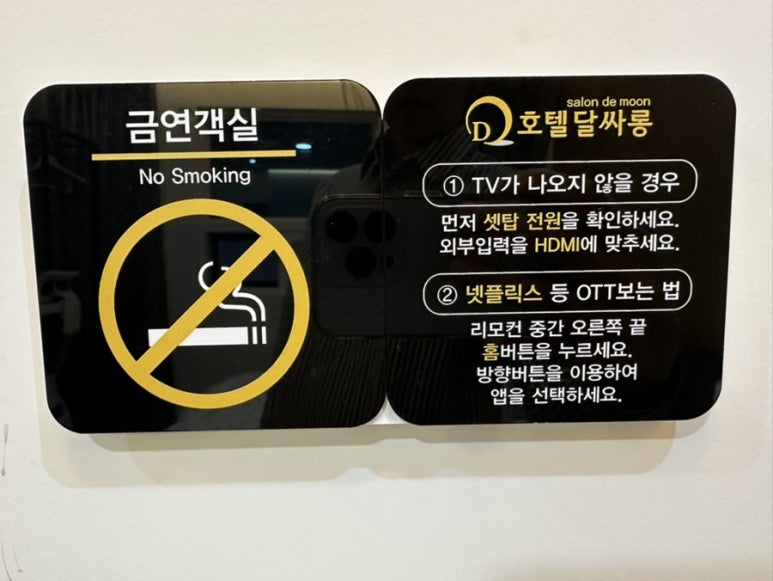 금연객실
No Smoking
salon de moon
D 호텔달싸롱
① TV가 나오지 않을 경우
먼저 셋탑 전원을 확인하세요.
외부입력을 HDMI에 맞추세요.
② 넷플릭스 등 OTT보는 법
리모컨 중간 오른쪽 끝
홈버튼을 누르세요.
방향버튼을 이용하여
앱을 선택하세요.